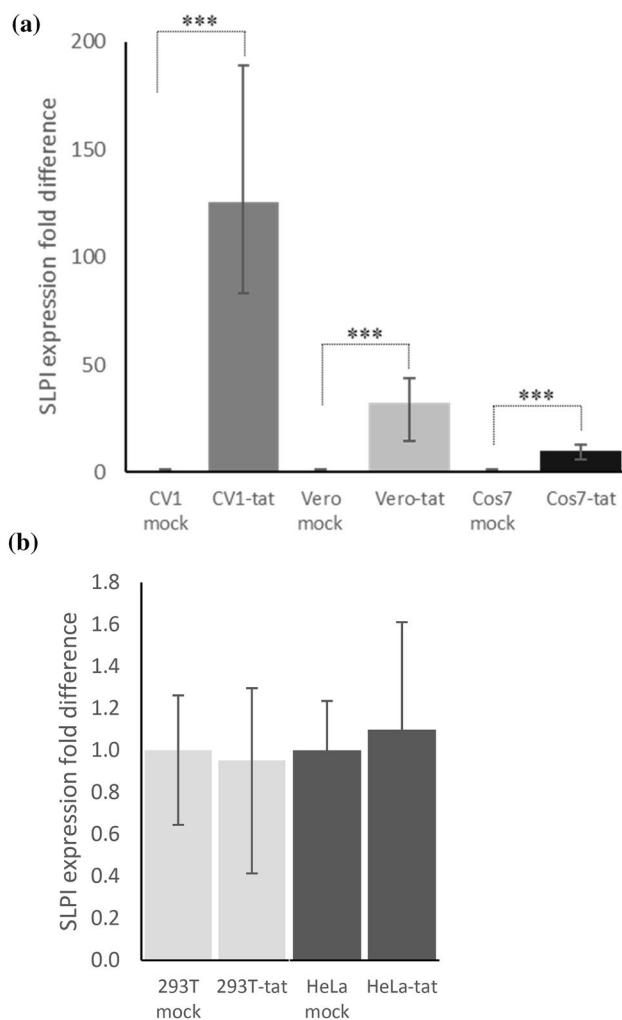 (a)
SLPI expression fold difference
200
150
100
50
0
***
***
***
CV1 mock
CV1-tat
Vero mock
Vero-tat
Cos7 mock
Cos7-tat
(b)
SLPI expression fold difference
1.8
1.6
1.4
1.2
1.0
0.8
0.6
0.4
0.2
0.0
293T mock
293T-tat
HeLa mock
HeLa-tat